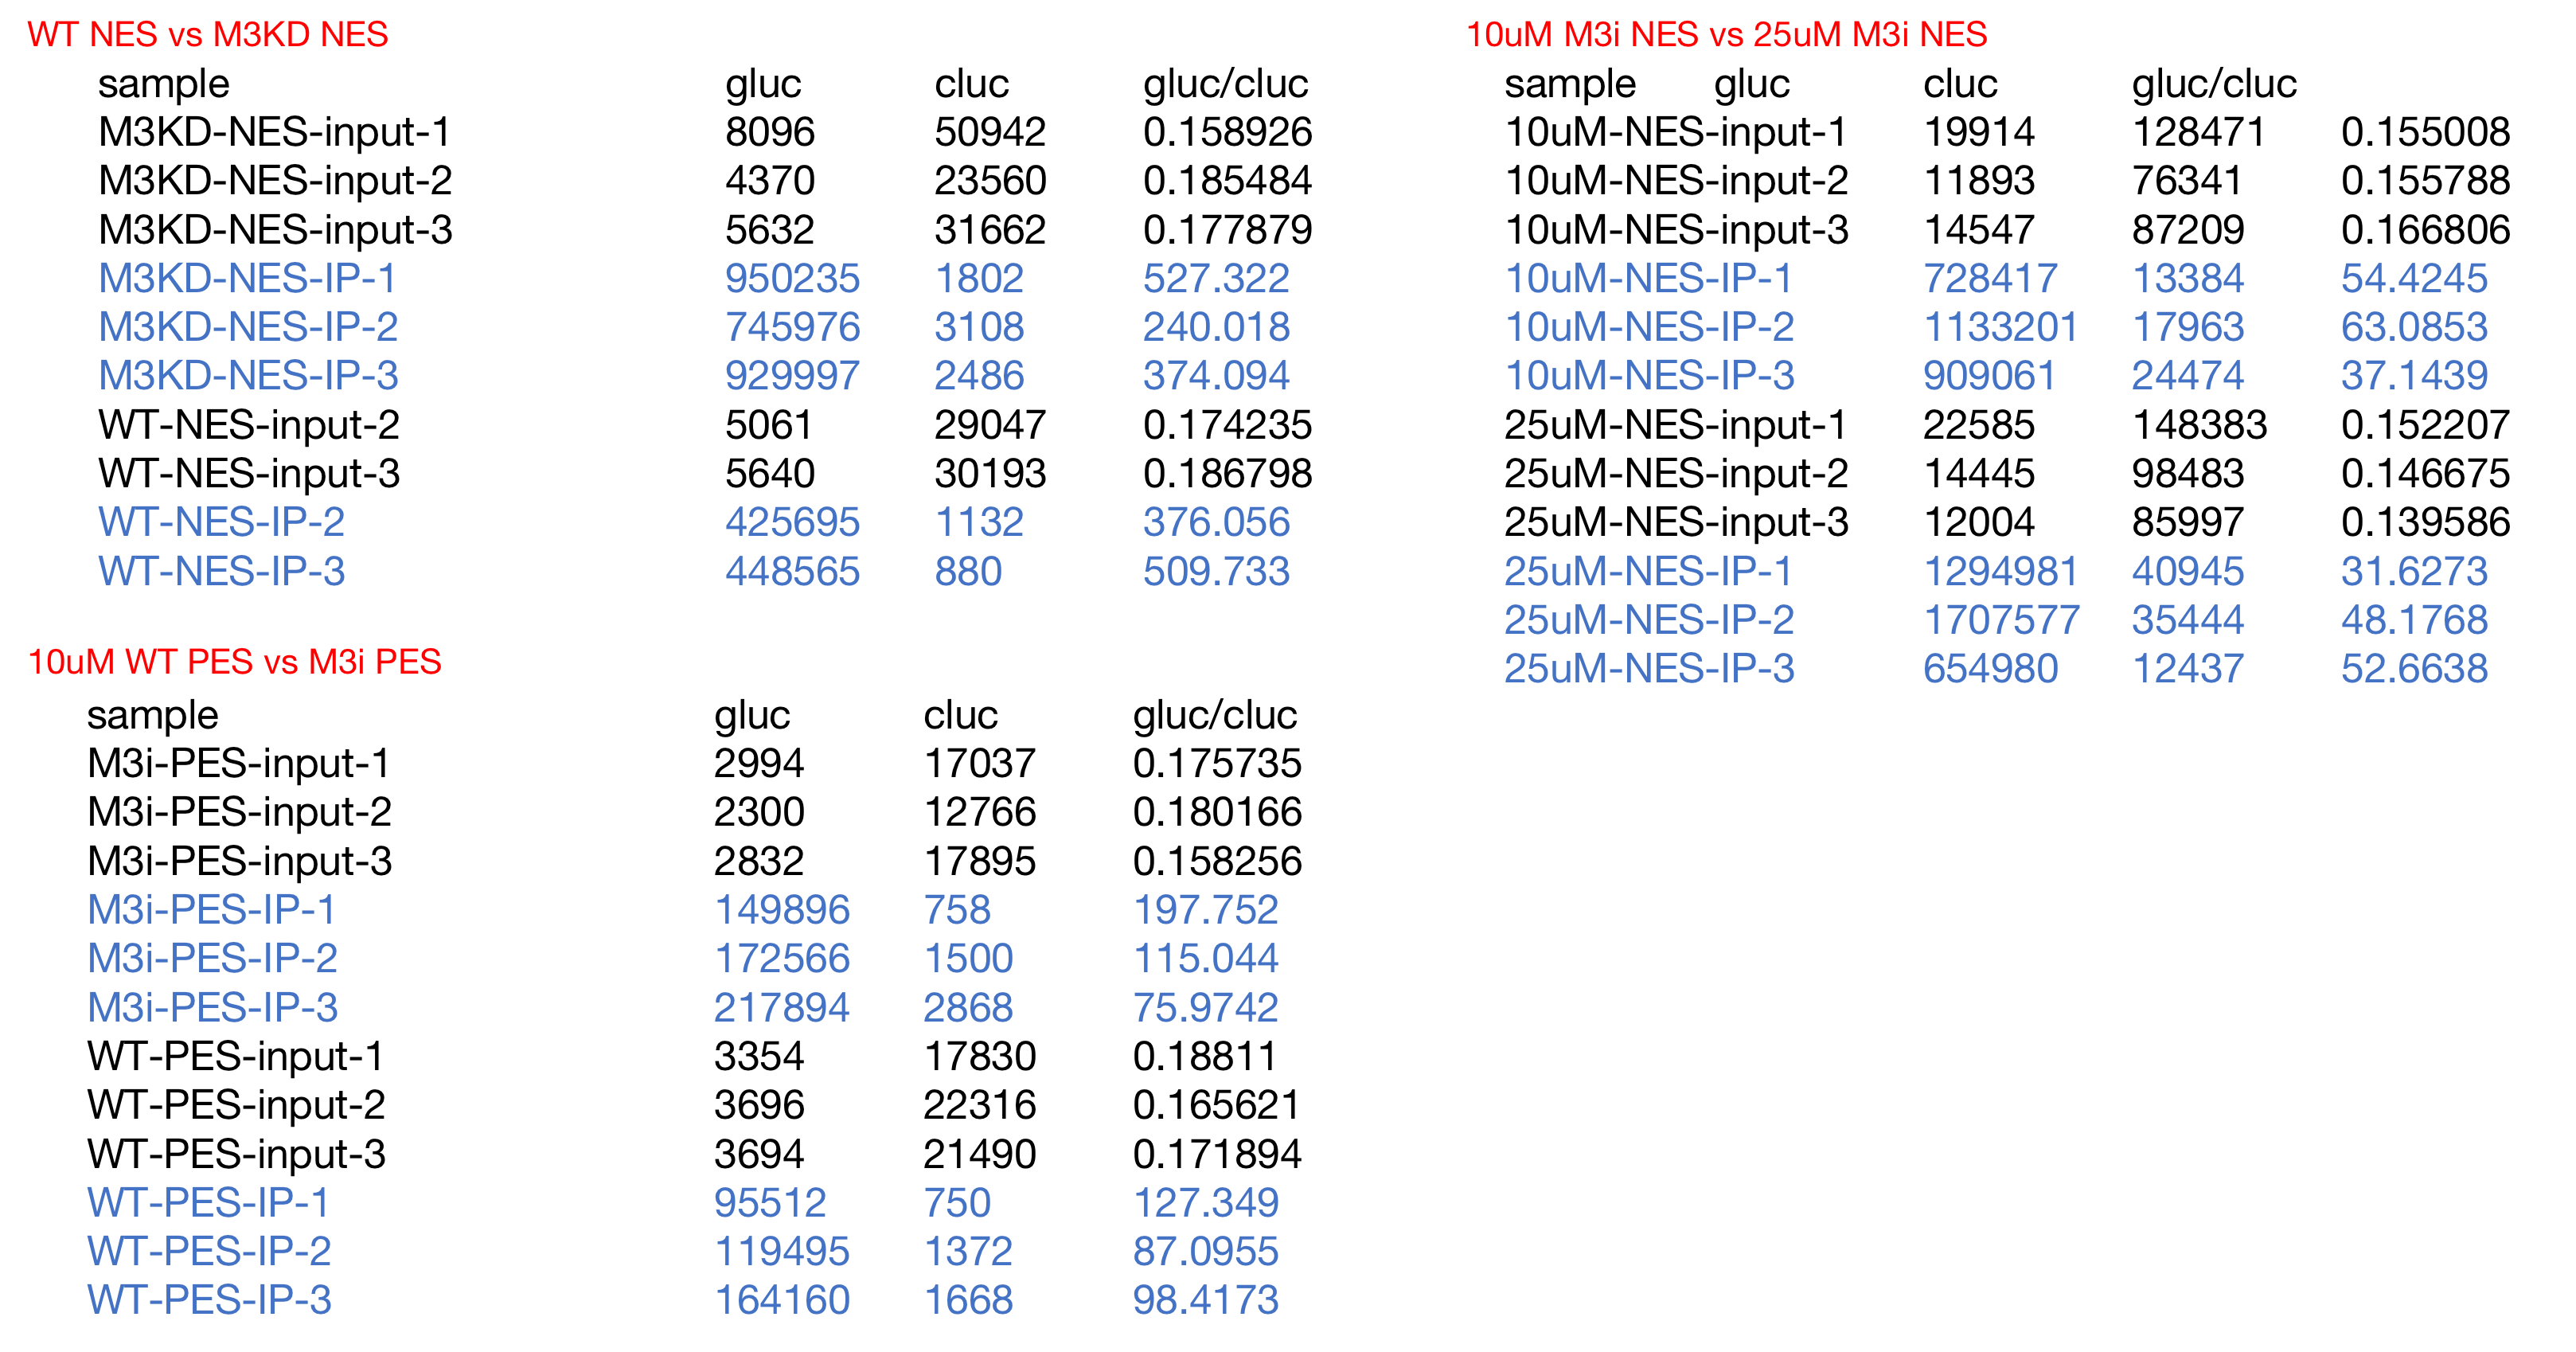 WT NES vs M3KD NES
sample gluc cluc gluc/cluc
M3KD-NES-input-1 8096 50942 0.158926
M3KD-NES-input-2 4370 23560 0.185484
M3KD-NES-input-3 5632 31662 0.177879
M3KD-NES-IP-1 950235 1802 527.322
M3KD-NES-IP-2 745976 3108 240.018
M3KD-NES-IP-3 929997 2486 374.094
WT-NES-input-2 5061 29047 0.174235
WT-NES-input-3 5640 30193 0.186798
WT-NES-IP-2 425695 1132 376.056
WT-NES-IP-3 448565 880 509.733
10uM WT PES vs M3i PES
sample gluc cluc gluc/cluc
M3i-PES-input-1 2994 17037 0.175735
M3i-PES-input-2 2300 12766 0.180166
M3i-PES-input-3 2832 17895 0.158256
M3i-PES-IP-1 149896 758 197.752
M3i-PES-IP-2 172566 1500 115.044
M3i-PES-IP-3 217894 2868 75.9742
WT-PES-input-1 3354 17830 0.18811
WT-PES-input-2 3696 22316 0.165621
WT-PES-input-3 3694 21490 0.171894
WT-PES-IP-1 95512 750 127.349
WT-PES-IP-2 119495 1372 87.0955
WT-PES-IP-3 164160 1668 98.4173
10uM M3i NES vs 25uM M3i NES
sample gluc cluc gluc/cluc
10uM-NES-input-1 19914 128471 0.155008
10uM-NES-input-2 11893 76341 0.155788
10uM-NES-input-3 14547 87209 0.166806
10uM-NES-IP-1 728417 13384 54.4245
10uM-NES-IP-2 1133201 17963 63.0853
10uM-NES-IP-3 909061 24474 37.1439
25uM-NES-input-1 22585 148383 0.152207
25uM-NES-input-2 14445 98483 0.146675
25uM-NES-input-3 12004 85997 0.139586
25uM-NES-IP-1 1294981 40945 31.6273
25uM-NES-IP-2 1707577 35444 48.1768
25uM-NES-IP-3 654980 12437 52.6638